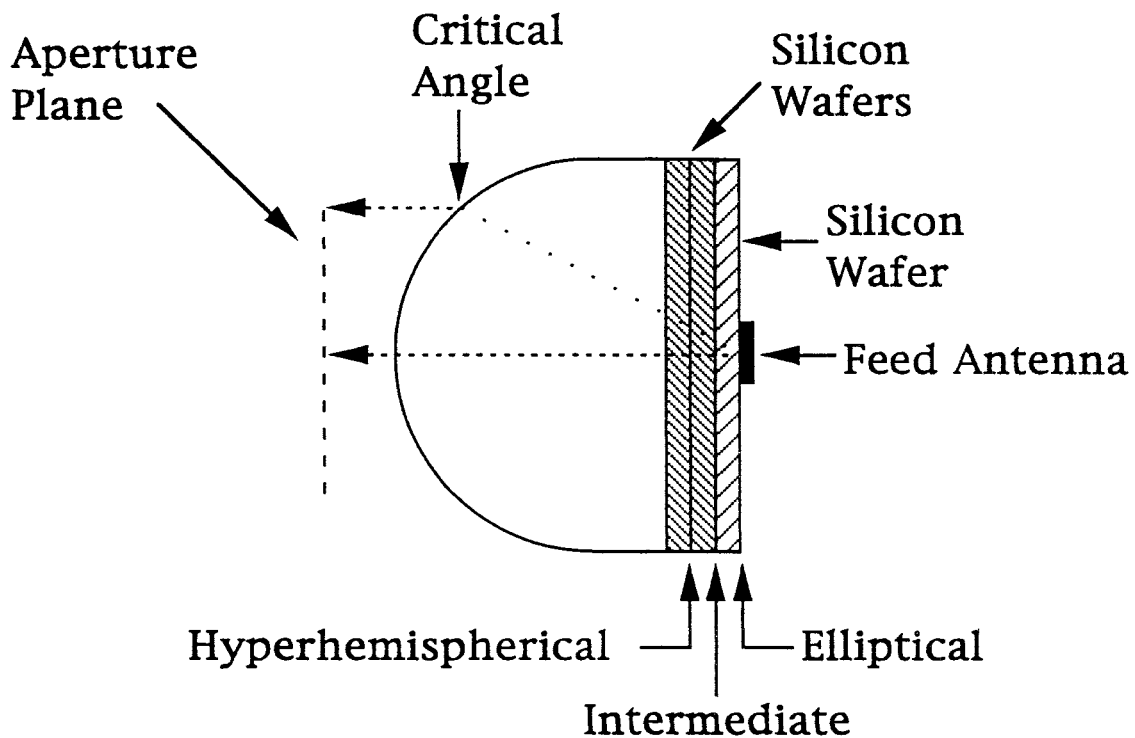 Aperture
Plane
Critical
Angle
Silicon
Wafers
Silicon
Wafer
Feed Antenna
Hyperhemispherical
Elliptical
Intermediate